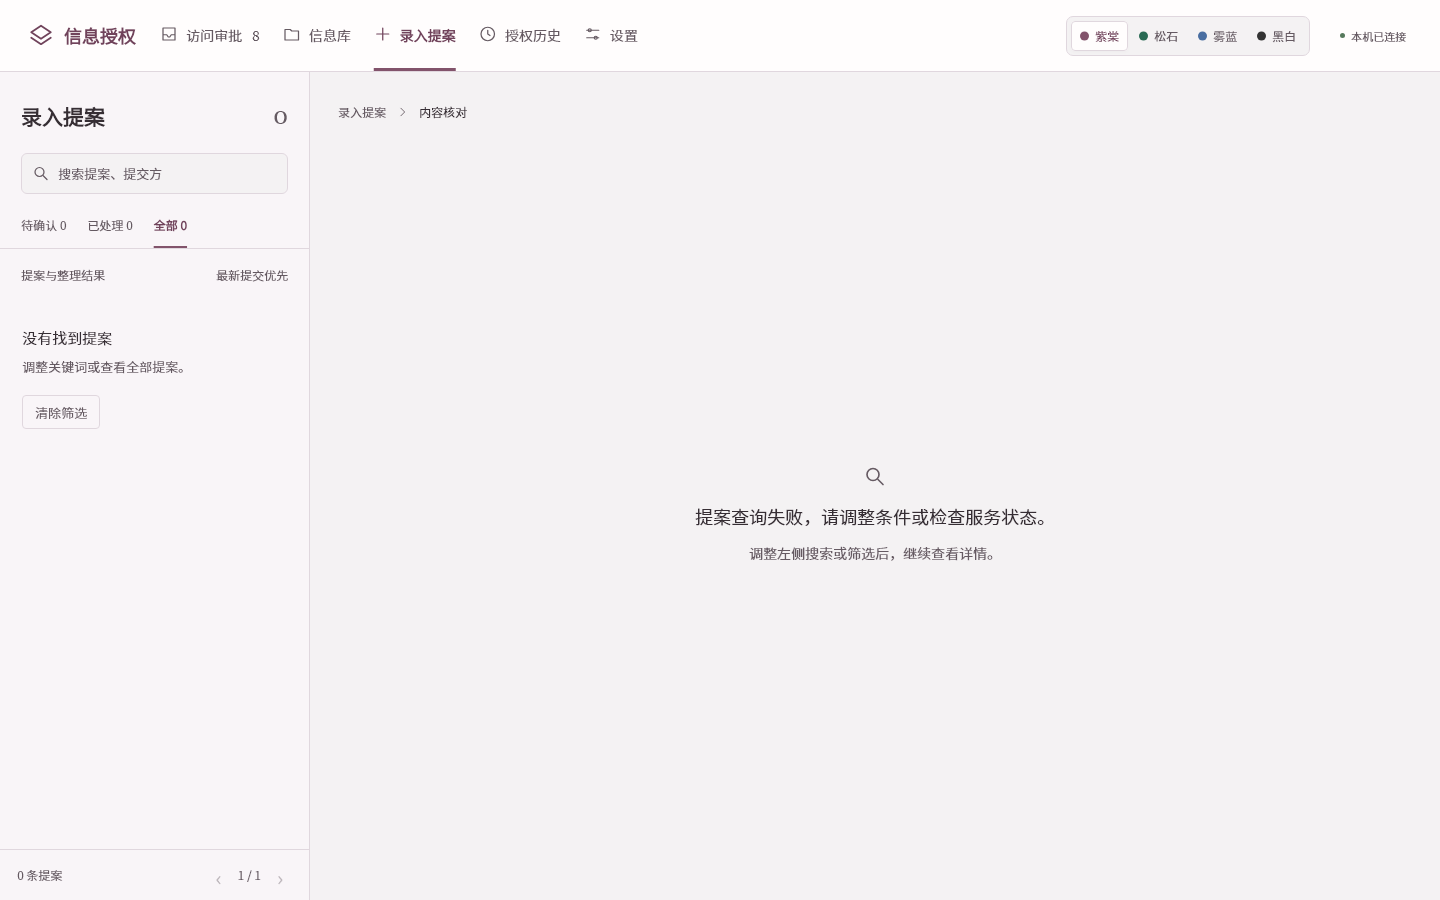 信息授权
访问审批 8
信息库
录入提案
授权历史
设置
紫棠
松石
雾蓝
黑白
本机已连接
录入提案 0
搜索提案、提交方
待确认 0 已处理 0 全部 0
提案与整理结果 最新提交优先
没有找到提案
调整关键词或查看全部提案。
清除筛选
0 条提案 ‹ 1 / 1 ›
录入提案 > 内容核对
提案查询失败，请调整条件或检查服务状态。
调整左侧搜索或筛选后，继续查看详情。